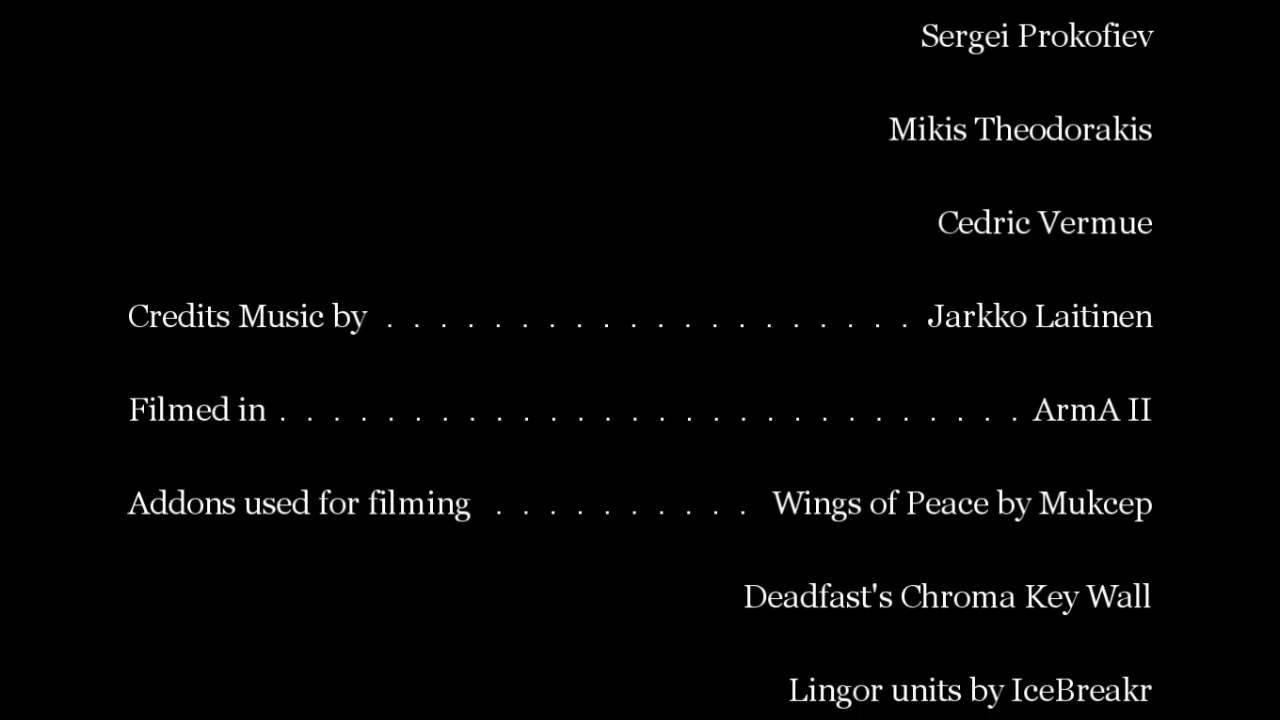 Sergei Prokofiev
Mikis Theodorakis
Cedric Vermue
Credits Music by . . . . . . . . . . . . . . . . . . . . Jarkko Laitinen
Filmed in . . . . . . . . . . . . . . . . . . . . . . . . . . . . ArmA II
Addons used for filming . . . . . . . . . . Wings of Peace by Mukcep
Deadfast's Chroma Key Wall
Lingor units by IceBreakr